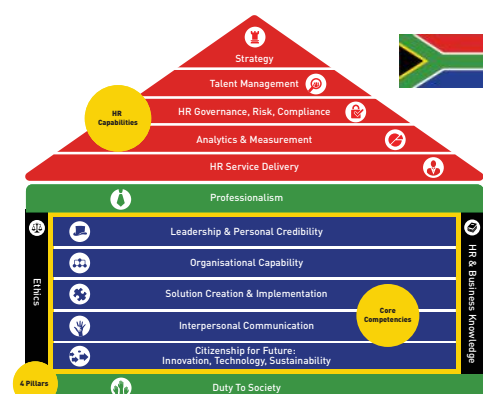 Strategy
Talent Management
HR
Capabilities
HR Governance, Risk, Compliance
Analytics & Measurement
HR Service Delivery
Professionalism
Ethics
HR & Business Knowledge
Leadership & Personal Credibility
Organisational Capability
Solution Creation & Implementation
Core
Competencies
Interpersonal Communication
Citizenship for Future:
Innovation, Technology, Sustainability
4 Pillars
Duty To Society